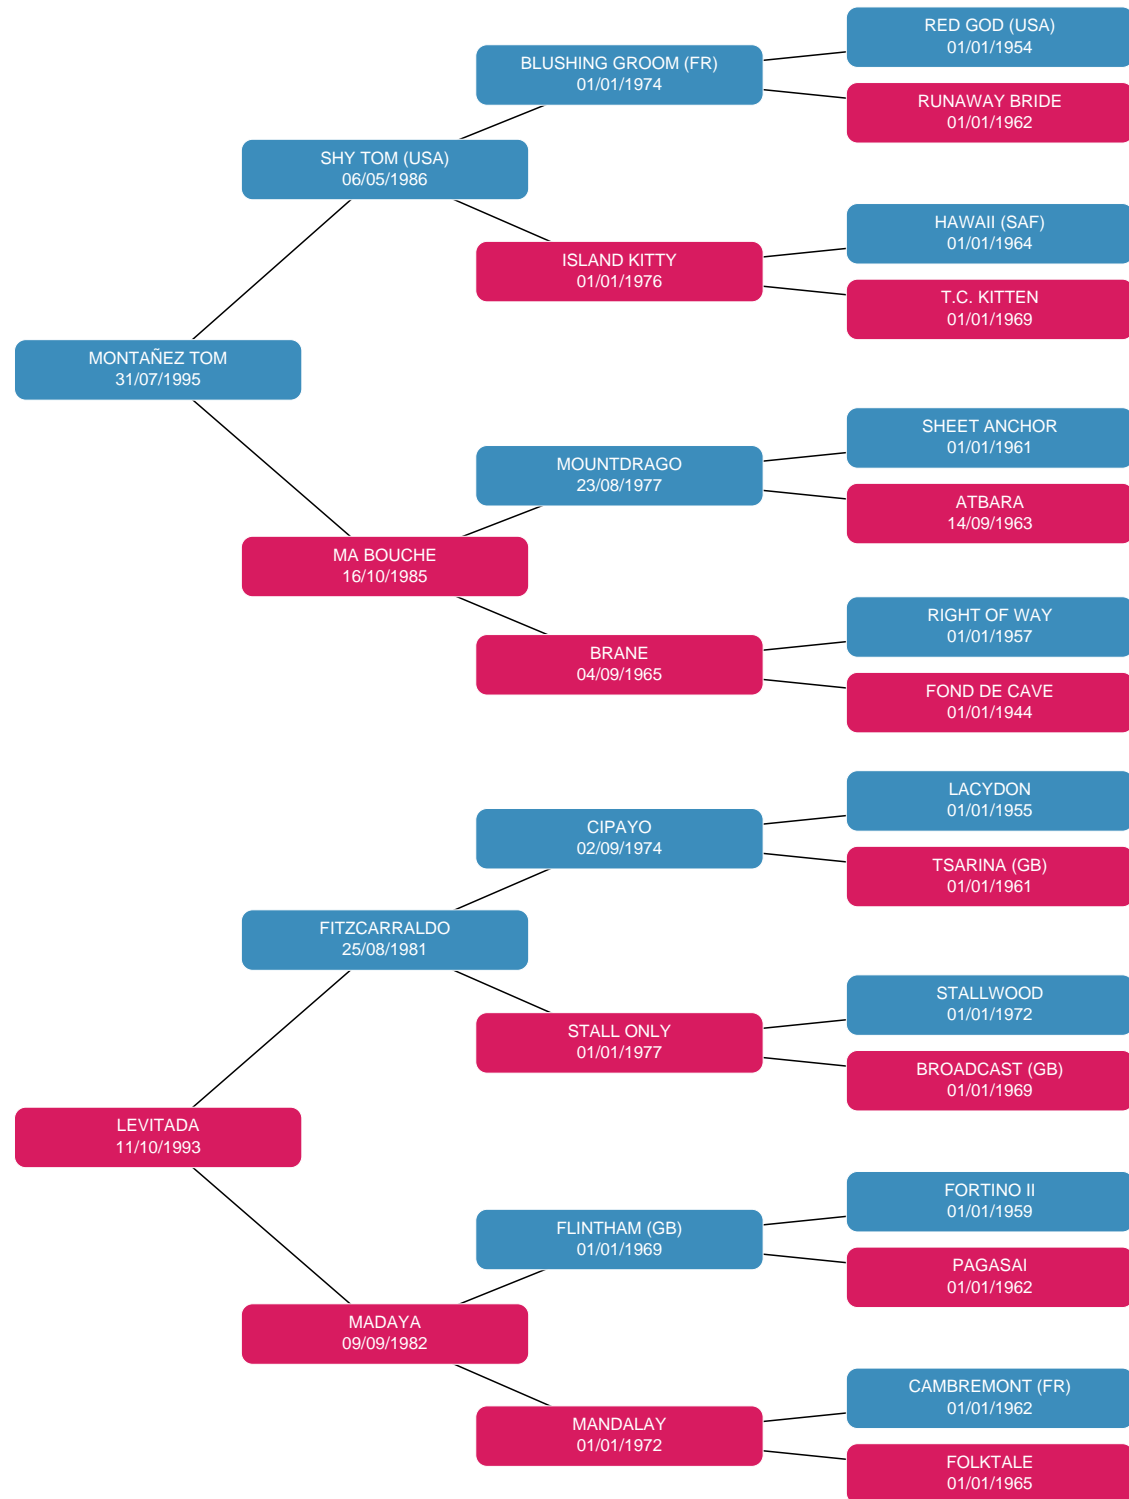 RED GOD (USA)
01/01/1954
BLUSHING GROOM (FR)
01/01/1974
RUNAWAY BRIDE
01/01/1962
SHY TOM (USA)
06/05/1986
HAWAII (SAF)
01/01/1964
ISLAND KITTY
01/01/1976
T.C. KITTEN
01/01/1969
MONTAÑEZ TOM
31/07/1995
SHEET ANCHOR
01/01/1961
MOUNTDRAGO
23/08/1977
ATBARA
14/09/1963
MA BOUCHE
16/10/1985
RIGHT OF WAY
01/01/1957
BRANE
04/09/1965
FOND DE CAVE
01/01/1944
LACYDON
01/01/1955
CIPAYO
02/09/1974
TSARINA (GB)
01/01/1961
FITZCARRALDO
25/08/1981
STALLWOOD
01/01/1972
STALL ONLY
01/01/1977
BROADCAST (GB)
01/01/1969
LEVITADA
11/10/1993
FORTINO II
01/01/1959
FLINTHAM (GB)
01/01/1969
PAGASAI
01/01/1962
MADAYA
09/09/1982
CAMBREMONT (FR)
01/01/1962
MANDALAY
01/01/1972
FOLKTALE
01/01/1965